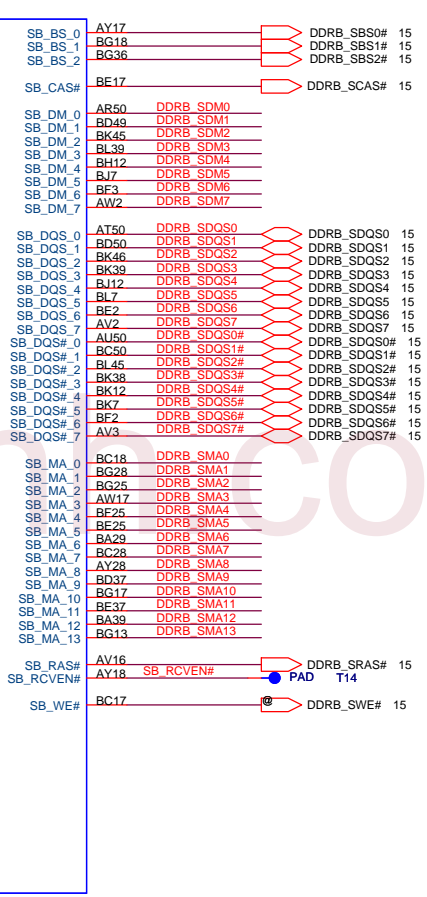 SB_BS_0 AY17 DDRB_SBS0# 15
SB_BS_1 BG18 DDRB_SBS1# 15
SB_BS_2 BG36 DDRB_SBS2# 15
SB_CAS# BE17 DDRB_SCAS# 15
SB_DM_0 AR50 DDRB_SDM0
SB_DM_1 BD49 DDRB_SDM1
SB_DM_2 BK45 DDRB_SDM2
SB_DM_3 BL39 DDRB_SDM3
SB_DM_4 BH12 DDRB_SDM4
SB_DM_5 BJ7 DDRB_SDM5
SB_DM_6 BF3 DDRB_SDM6
SB_DM_7 AW2 DDRB_SDM7
SB_DQS_0 AT50 DDRB_SDQS0 DDRB_SDQS0 15
SB_DQS_1 BD50 DDRB_SDQS1 DDRB_SDQS1 15
SB_DQS_2 BK46 DDRB_SDQS2 DDRB_SDQS2 15
SB_DQS_3 BK39 DDRB_SDQS3 DDRB_SDQS3 15
SB_DQS_4 BJ12 DDRB_SDQS4 DDRB_SDQS4 15
SB_DQS_5 BL7 DDRB_SDQS5 DDRB_SDQS5 15
SB_DQS_6 BE2 DDRB_SDQS6 DDRB_SDQS6 15
SB_DQS_7 AV2 DDRB_SDQS7 DDRB_SDQS7 15
SB_DQS#_0 AU50 DDRB_SDQS0# DDRB_SDQS0# 15
SB_DQS#_1 BC50 DDRB_SDQS1# DDRB_SDQS1# 15
SB_DQS#_2 BL45 DDRB_SDQS2# DDRB_SDQS2# 15
SB_DQS#_3 BK38 DDRB_SDQS3# DDRB_SDQS3# 15
SB_DQS#_4 BK12 DDRB_SDQS4# DDRB_SDQS4# 15
SB_DQS#_5 BK7 DDRB_SDQS5# DDRB_SDQS5# 15
SB_DQS#_6 BF2 DDRB_SDQS6# DDRB_SDQS6# 15
SB_DQS#_7 AV3 DDRB_SDQS7# DDRB_SDQS7# 15
SB_MA_0 BC18 DDRB_SMA0
SB_MA_1 BG28 DDRB_SMA1
SB_MA_2 BG25 DDRB_SMA2
SB_MA_3 AW17 DDRB_SMA3
SB_MA_4 BF25 DDRB_SMA4
SB_MA_5 BE25 DDRB_SMA5
SB_MA_6 BA29 DDRB_SMA6
SB_MA_7 BC28 DDRB_SMA7
SB_MA_8 AY28 DDRB_SMA8
SB_MA_9 BD37 DDRB_SMA9
SB_MA_10 BG17 DDRB_SMA10
SB_MA_11 BE37 DDRB_SMA11
SB_MA_12 BA39 DDRB_SMA12
SB_MA_13 BG13 DDRB_SMA13
SB_RAS# AV16 DDRB_SRAS# 15
SB_RCVEN# AY18 SB_RCVEN# PAD T14
SB_WE# BC17 @ DDRB_SWE# 15